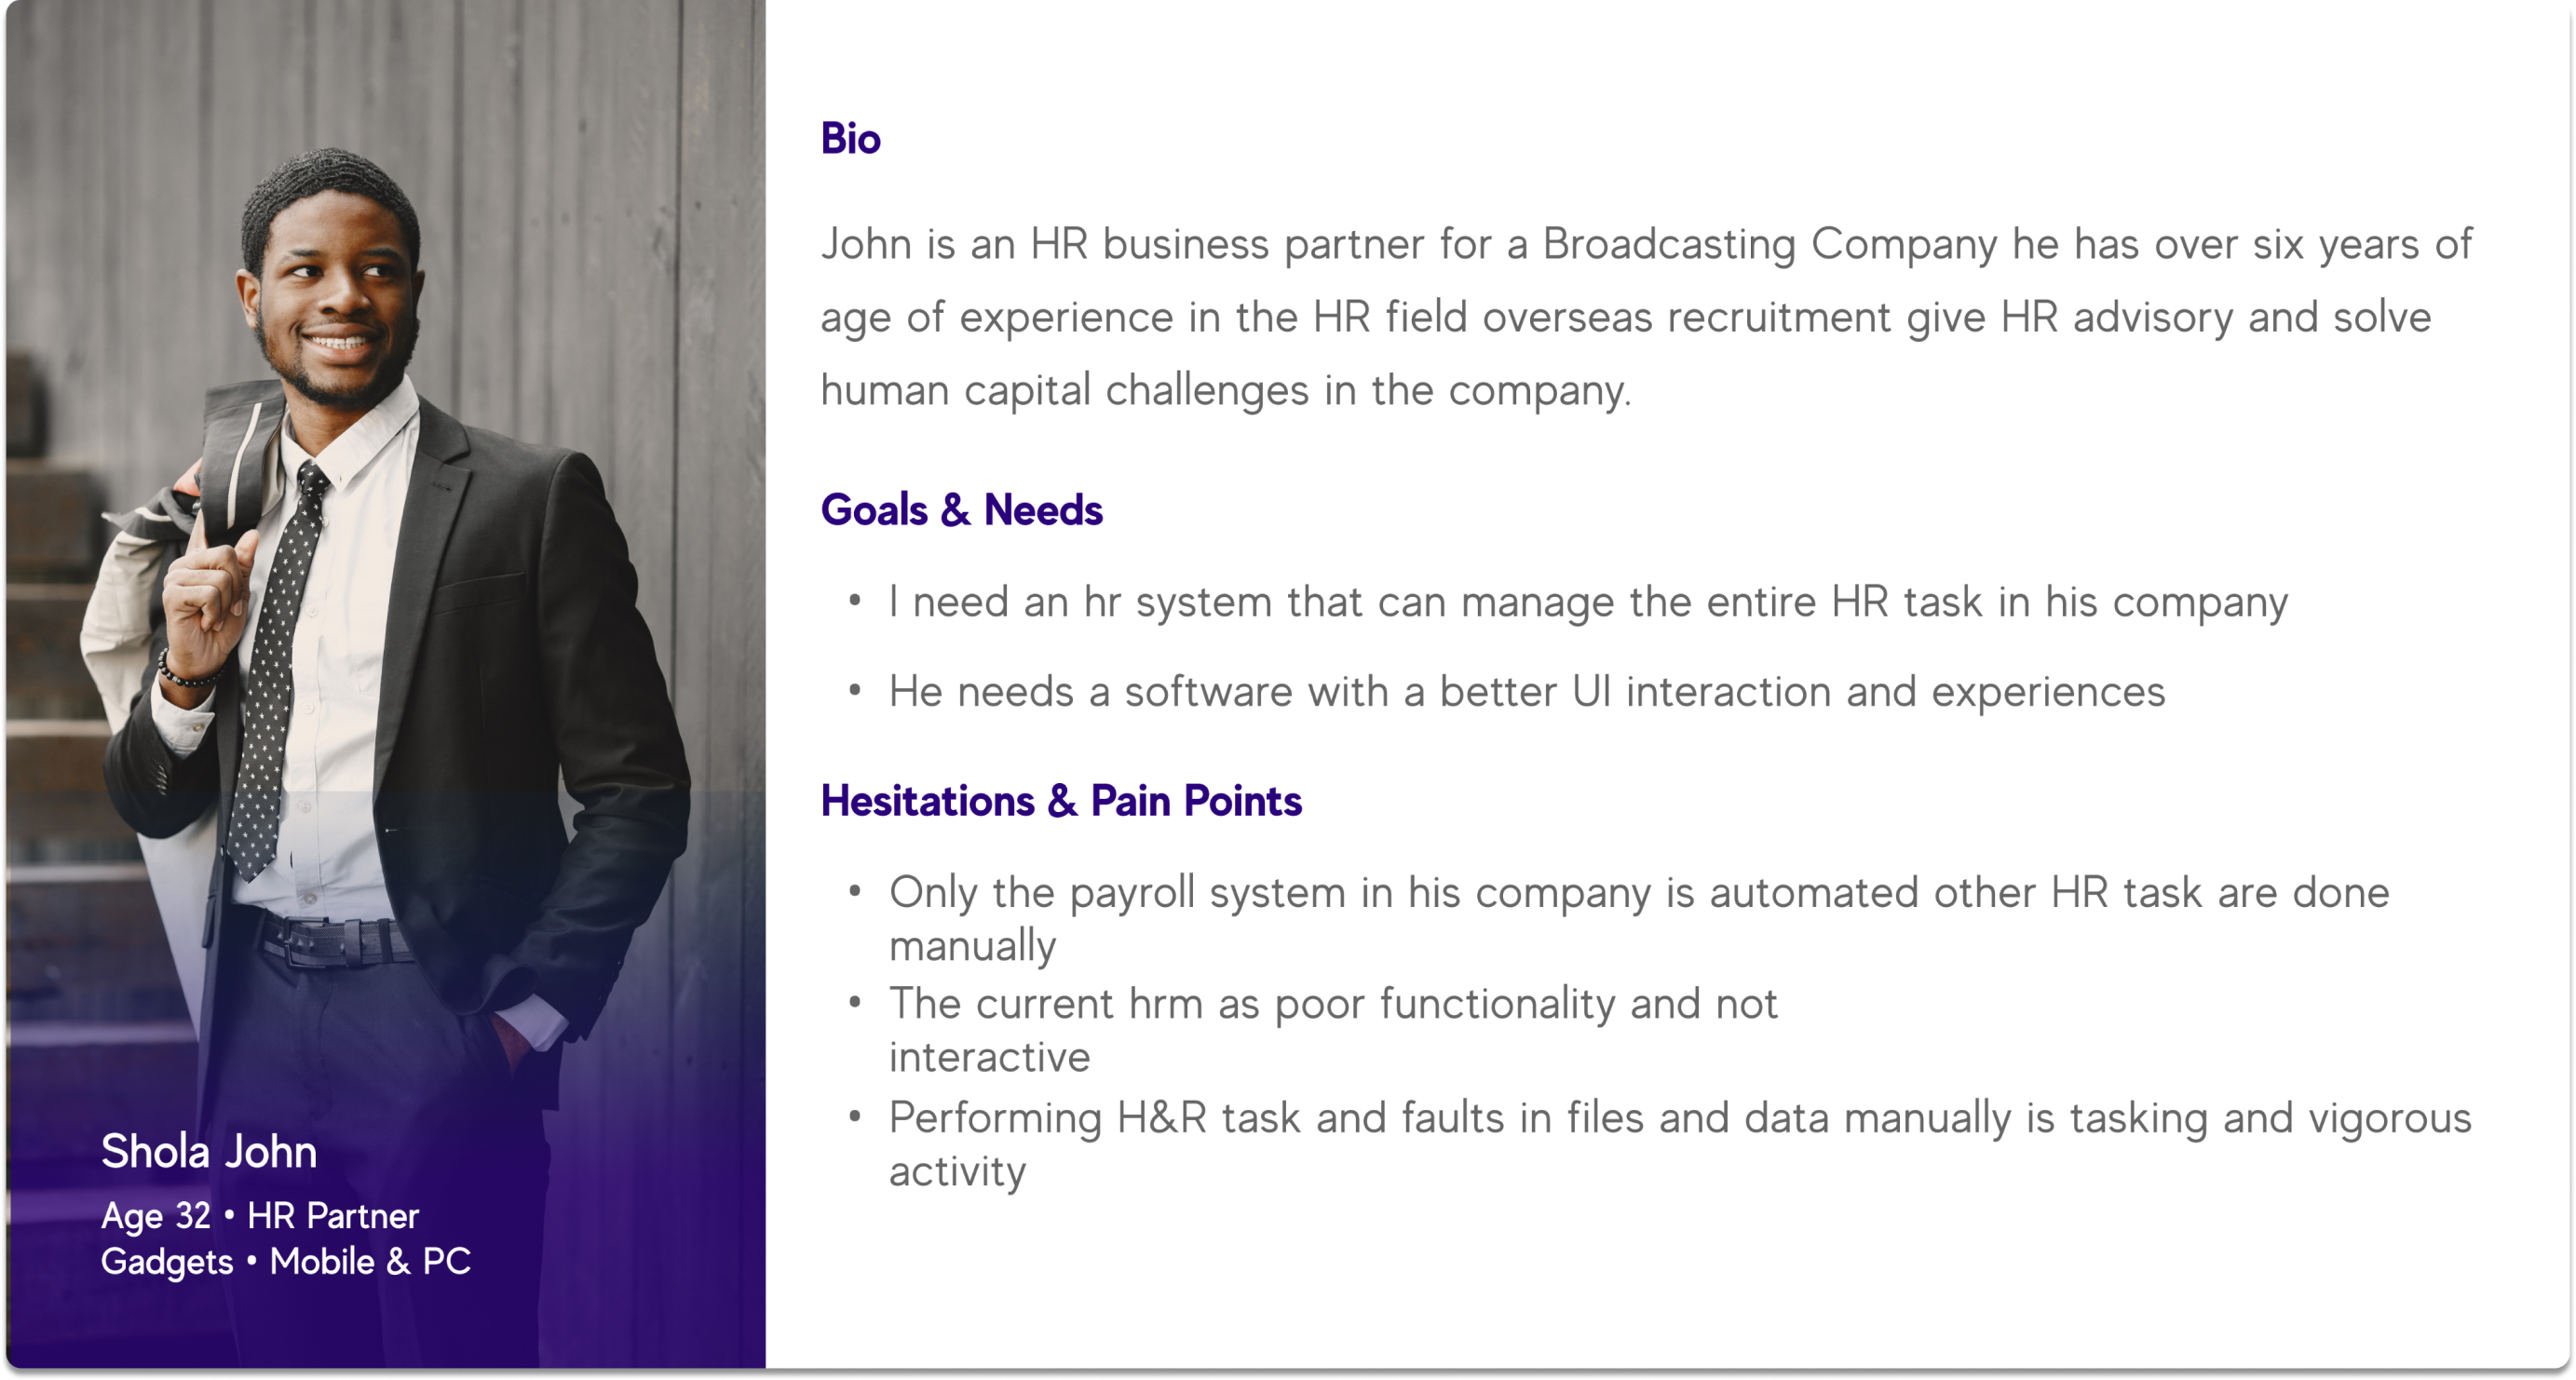 Bio
John is an HR business partner for a Broadcasting Company he has over six years of
age of experience in the HR field overseas recruitment give HR advisory and solve
human capital challenges in the company.
Goals & Needs
• I need an hr system that can manage the entire HR task in his company
• He needs a software with a better UI interaction and experiences
Hesitations & Pain Points
• Only the payroll system in his company is automated other HR task are done
manually
• The current hrm as poor functionality and not
interactive
• Performing H&R task and faults in files and data manually is tasking and vigorous
activity
Shola John
Age 32 • HR Partner
Gadgets • Mobile & PC